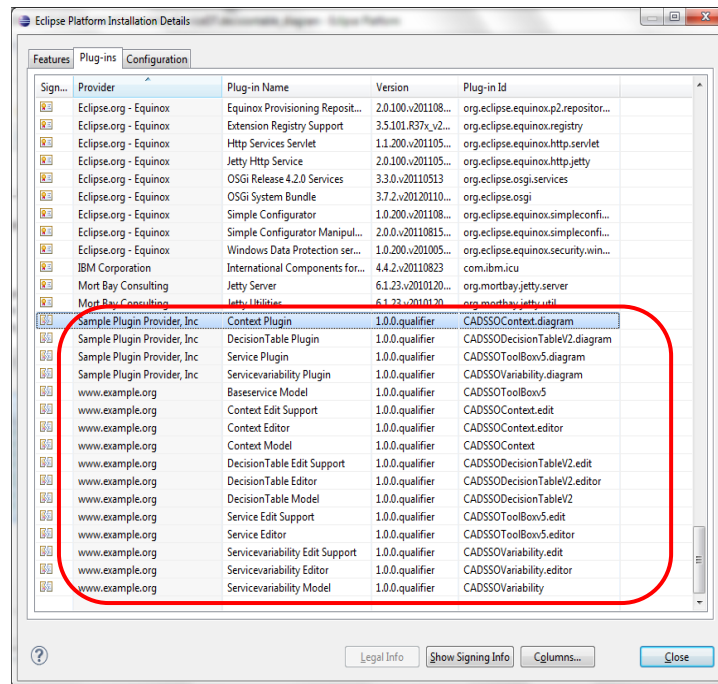 Eclipse Platform Installation Details
Features Plug-ins Configuration
Sign... Provider Plug-in Name Version Plug-in Id
Eclipse.org - Equinox Equinox Provisioning Reposit... 2.0.100.v201108... org.eclipse.equinox.p2.repositor...
Eclipse.org - Equinox Extension Registry Support 3.5.101.R37x_v2... org.eclipse.equinox.registry
Eclipse.org - Equinox Http Services Servlet 1.1.200.v201105... org.eclipse.equinox.http.servlet
Eclipse.org - Equinox Jetty Http Service 2.0.100.v201105... org.eclipse.equinox.http.jetty
Eclipse.org - Equinox OSGi Release 4.2.0 Services 3.3.0.v20110513 org.eclipse.osgi.services
Eclipse.org - Equinox OSGi System Bundle 3.7.2.v20120110... org.eclipse.osgi
Eclipse.org - Equinox Simple Configurator 1.0.200.v201108... org.eclipse.equinox.simpleconfi...
Eclipse.org - Equinox Simple Configurator Manipul... 2.0.0.v20110815... org.eclipse.equinox.simpleconfi...
Eclipse.org - Equinox Windows Data Protection ser... 1.0.200.v201005... org.eclipse.equinox.security.win...
IBM Corporation International Components for... 4.4.2.v20110823 com.ibm.icu
Mort Bay Consulting Jetty Server 6.1.23.v2010120... org.mortbay.jetty.server
Mort Bay Consulting Jetty Utilities 6.1.23.v2010120... org.mortbay.jetty.util
Sample Plugin Provider, Inc Context Plugin 1.0.0.qualifier CADSSOContext.diagram
Sample Plugin Provider, Inc DecisionTable Plugin 1.0.0.qualifier CADSSODecisionTableV2.diagram
Sample Plugin Provider, Inc Service Plugin 1.0.0.qualifier CADSSOToolBoxv5.diagram
Sample Plugin Provider, Inc Servicevariability Plugin 1.0.0.qualifier CADSSOVariability.diagram
www.example.org Baseservice Model 1.0.0.qualifier CADSSOToolBoxv5
www.example.org Context Edit Support 1.0.0.qualifier CADSSOContext.edit
www.example.org Context Editor 1.0.0.qualifier CADSSOContext.editor
www.example.org Context Model 1.0.0.qualifier CADSSOContext
www.example.org DecisionTable Edit Support 1.0.0.qualifier CADSSODecisionTableV2.edit
www.example.org DecisionTable Editor 1.0.0.qualifier CADSSODecisionTableV2.editor
www.example.org DecisionTable Model 1.0.0.qualifier CADSSODecisionTableV2
www.example.org Service Edit Support 1.0.0.qualifier CADSSOToolBoxv5.edit
www.example.org Service Editor 1.0.0.qualifier CADSSOToolBoxv5.editor
www.example.org Servicevariability Edit Support 1.0.0.qualifier CADSSOVariability.edit
www.example.org Servicevariability Editor 1.0.0.qualifier CADSSOVariability.editor
www.example.org Servicevariability Model 1.0.0.qualifier CADSSOVariability
Legal Info Show Signing Info Columns... Close